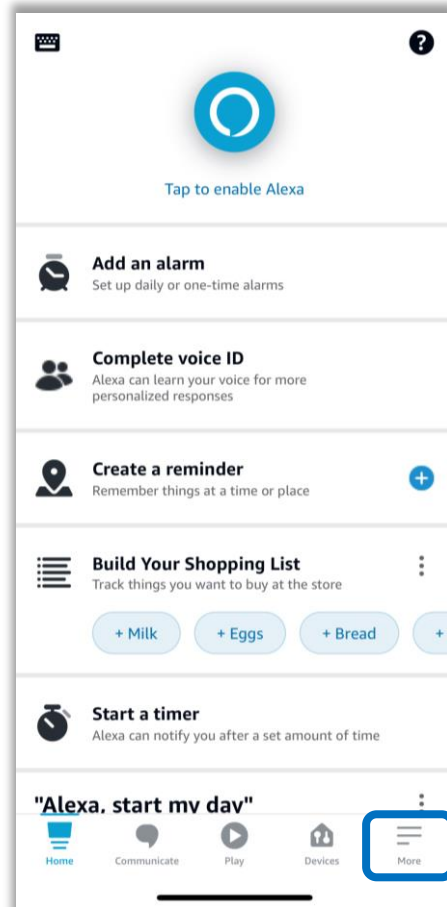 ?
Tap to enable Alexa
Add an alarm
Set up daily or one-time alarms
Complete voice ID
Alexa can learn your voice for more
personalized responses
Create a reminder
Remember things at a time or place
+
Build Your Shopping List
Track things you want to buy at the store
+ Milk + Eggs + Bread +
Start a timer
Alexa can notify you after a set amount of time
"Alexa, start my day"
Home Communicate Play Devices More